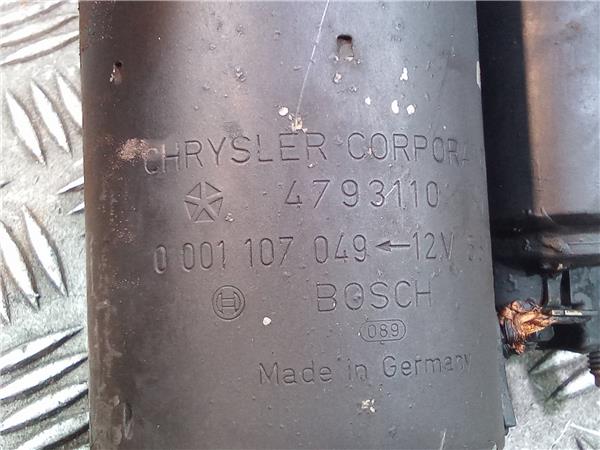 CHRYSLER CORPORA
4793110
0 001 107 049 ← 12V
BOSCH
089
Made in Germany